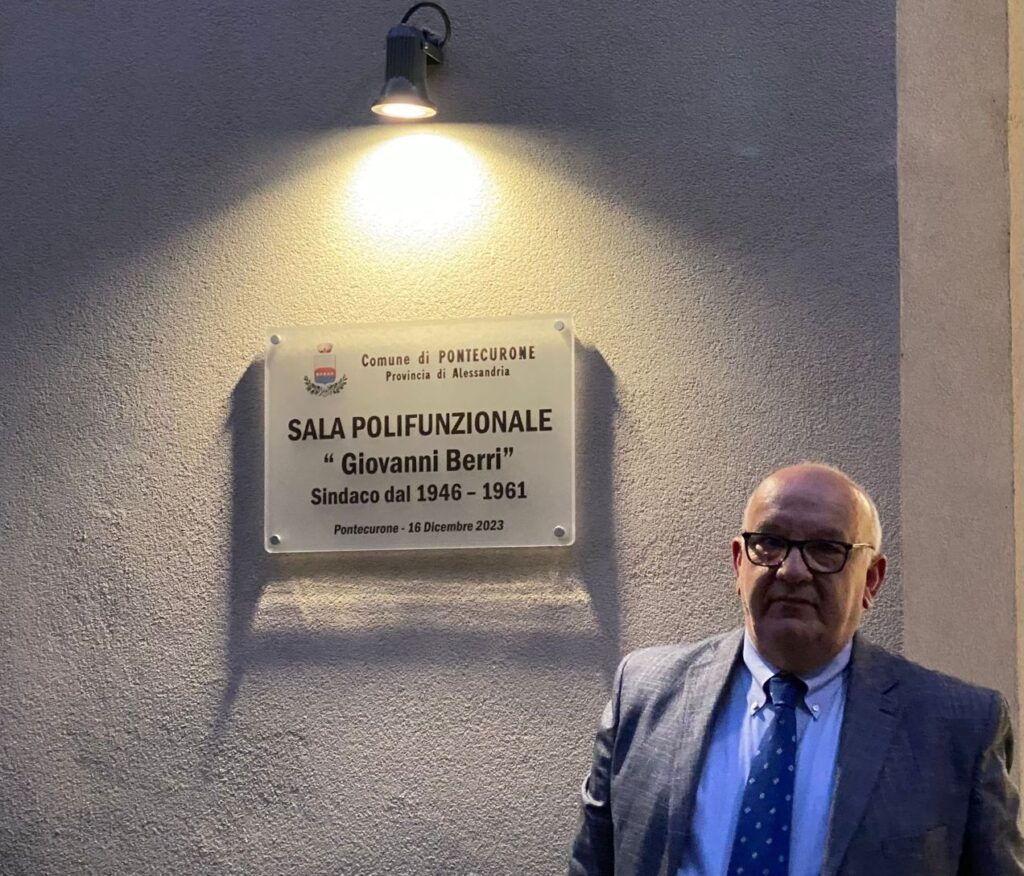 Comune di PONTECURONE
Provincia di Alessandria
SALA POLIFUNZIONALE
“ Giovanni Berri”
Sindaco dal 1946 – 1961
Pontecurone - 16 Dicembre 2023